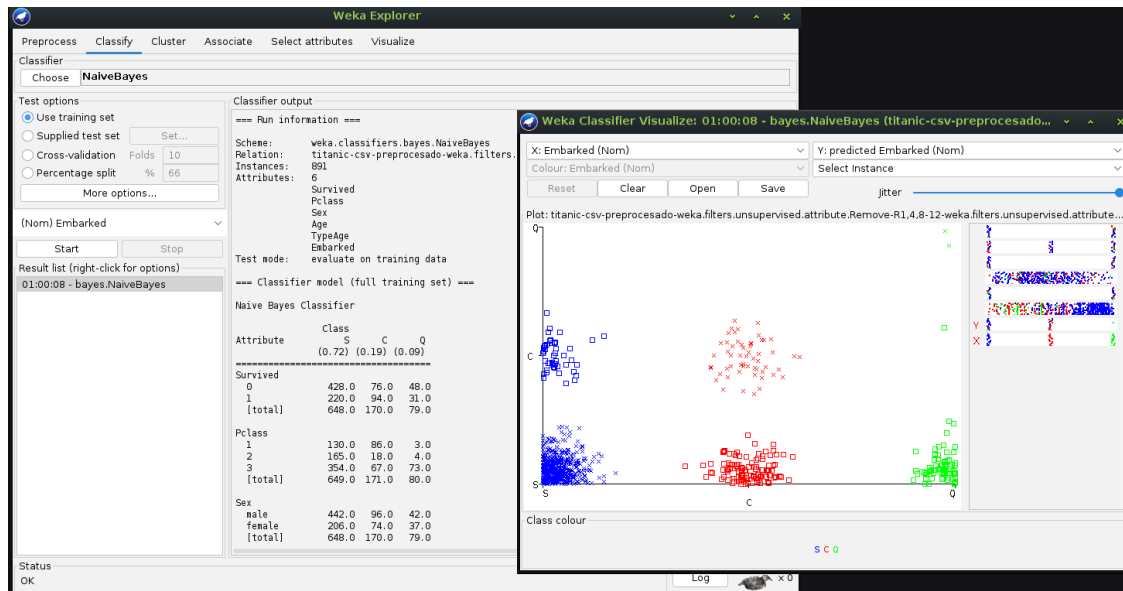 Weka Explorer
Preprocess Classify Cluster Associate Select attributes Visualize
Classifier
Choose NaiveBayes
Test options
Use training set
Supplied test set Set...
Cross-validation Folds 10
Percentage split % 66
More options...
(Nom) Embarked
Start Stop
Result list (right-click for options)
01:00:08 - bayes.NaiveBayes
Classifier output
=== Run information ===
Scheme: weka.classifiers.bayes.NaiveBayes
Relation: titanic-csv-preprocesado-weka.filters.
Instances: 891
Attributes: 6
Survived
Pclass
Sex
Age
TypeAge
Embarked
Test mode: evaluate on training data
=== Classifier model (full training set) ===
Naive Bayes Classifier
Class
Attribute S C Q
(0.72) (0.19) (0.09)
==================================
Survived
0 428.0 76.0 48.0
1 220.0 94.0 31.0
[total] 648.0 170.0 79.0
Pclass
1 130.0 86.0 3.0
2 165.0 18.0 4.0
3 354.0 67.0 73.0
[total] 649.0 171.0 80.0
Sex
male 442.0 96.0 42.0
female 206.0 74.0 37.0
[total] 648.0 170.0 79.0
Status
OK
Log x 0
Weka Classifier Visualize: 01:00:08 - bayes.NaiveBayes (titanic-csv-preprocesado...
X: Embarked (Nom) Y: predicted Embarked (Nom)
Colour: Embarked (Nom) Select Instance
Reset Clear Open Save Jitter
Plot: titanic-csv-preprocesado-weka.filters.unsupervised.attribute.Remove-R1,4,8-12-weka.filters.unsupervised.attribute...
Q
C
S
S C Q
Y
X
Class colour
S C Q